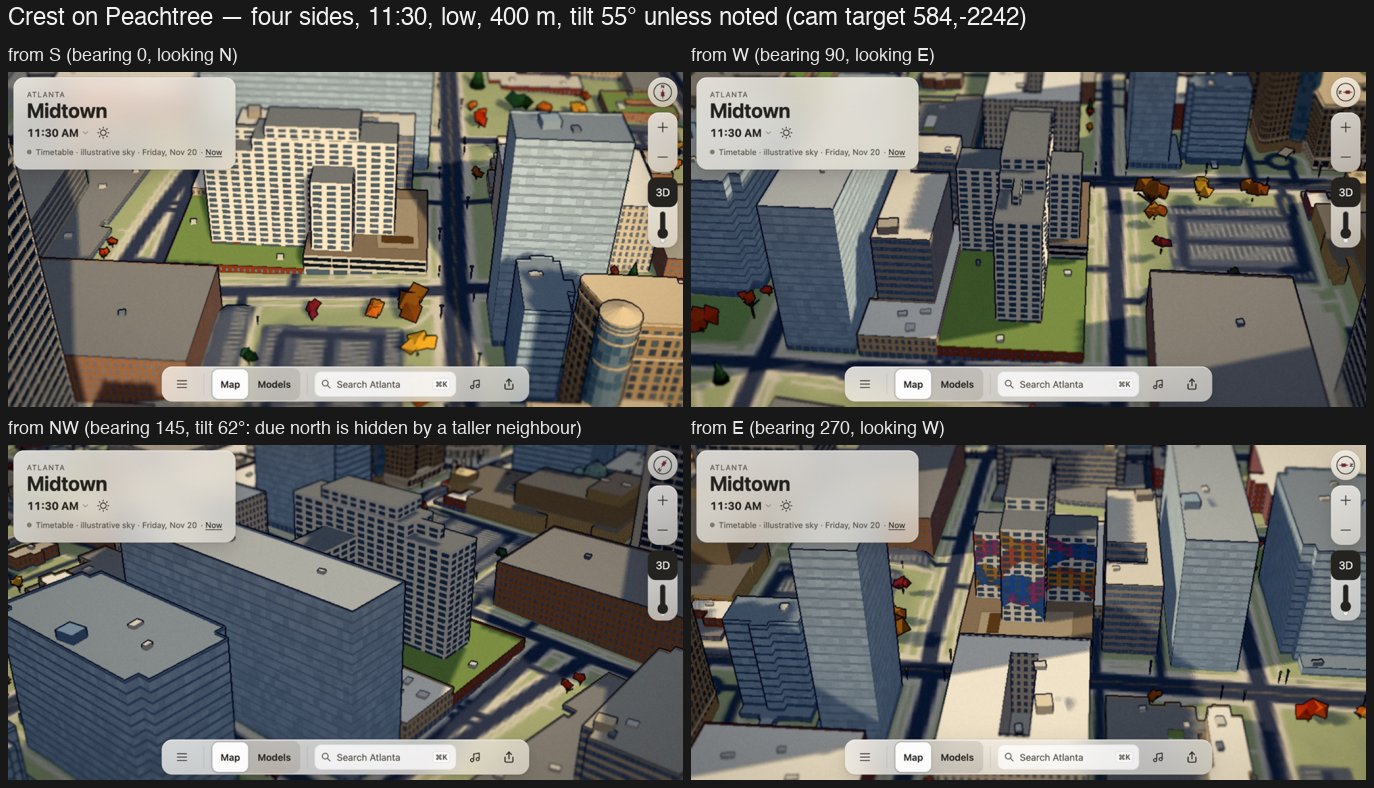 Crest on Peachtree — four sides, 11:30, low, 400 m, tilt 55° unless noted (cam target 584,-2242)
from S (bearing 0, looking N)
ATLANTA
Midtown
11:30 AM
Timetable · illustrative sky · Friday, Nov 20 · Now
3D
Map Models Search Atlanta ⌘K
from W (bearing 90, looking E)
ATLANTA
Midtown
11:30 AM
Timetable · illustrative sky · Friday, Nov 20 · Now
3D
Map Models Search Atlanta ⌘K
from NW (bearing 145, tilt 62°: due north is hidden by a taller neighbour)
ATLANTA
Midtown
11:30 AM
Timetable · illustrative sky · Friday, Nov 20 · Now
3D
Map Models Search Atlanta ⌘K
from E (bearing 270, looking W)
ATLANTA
Midtown
11:30 AM
Timetable · illustrative sky · Friday, Nov 20 · Now
3D
Map Models Search Atlanta ⌘K